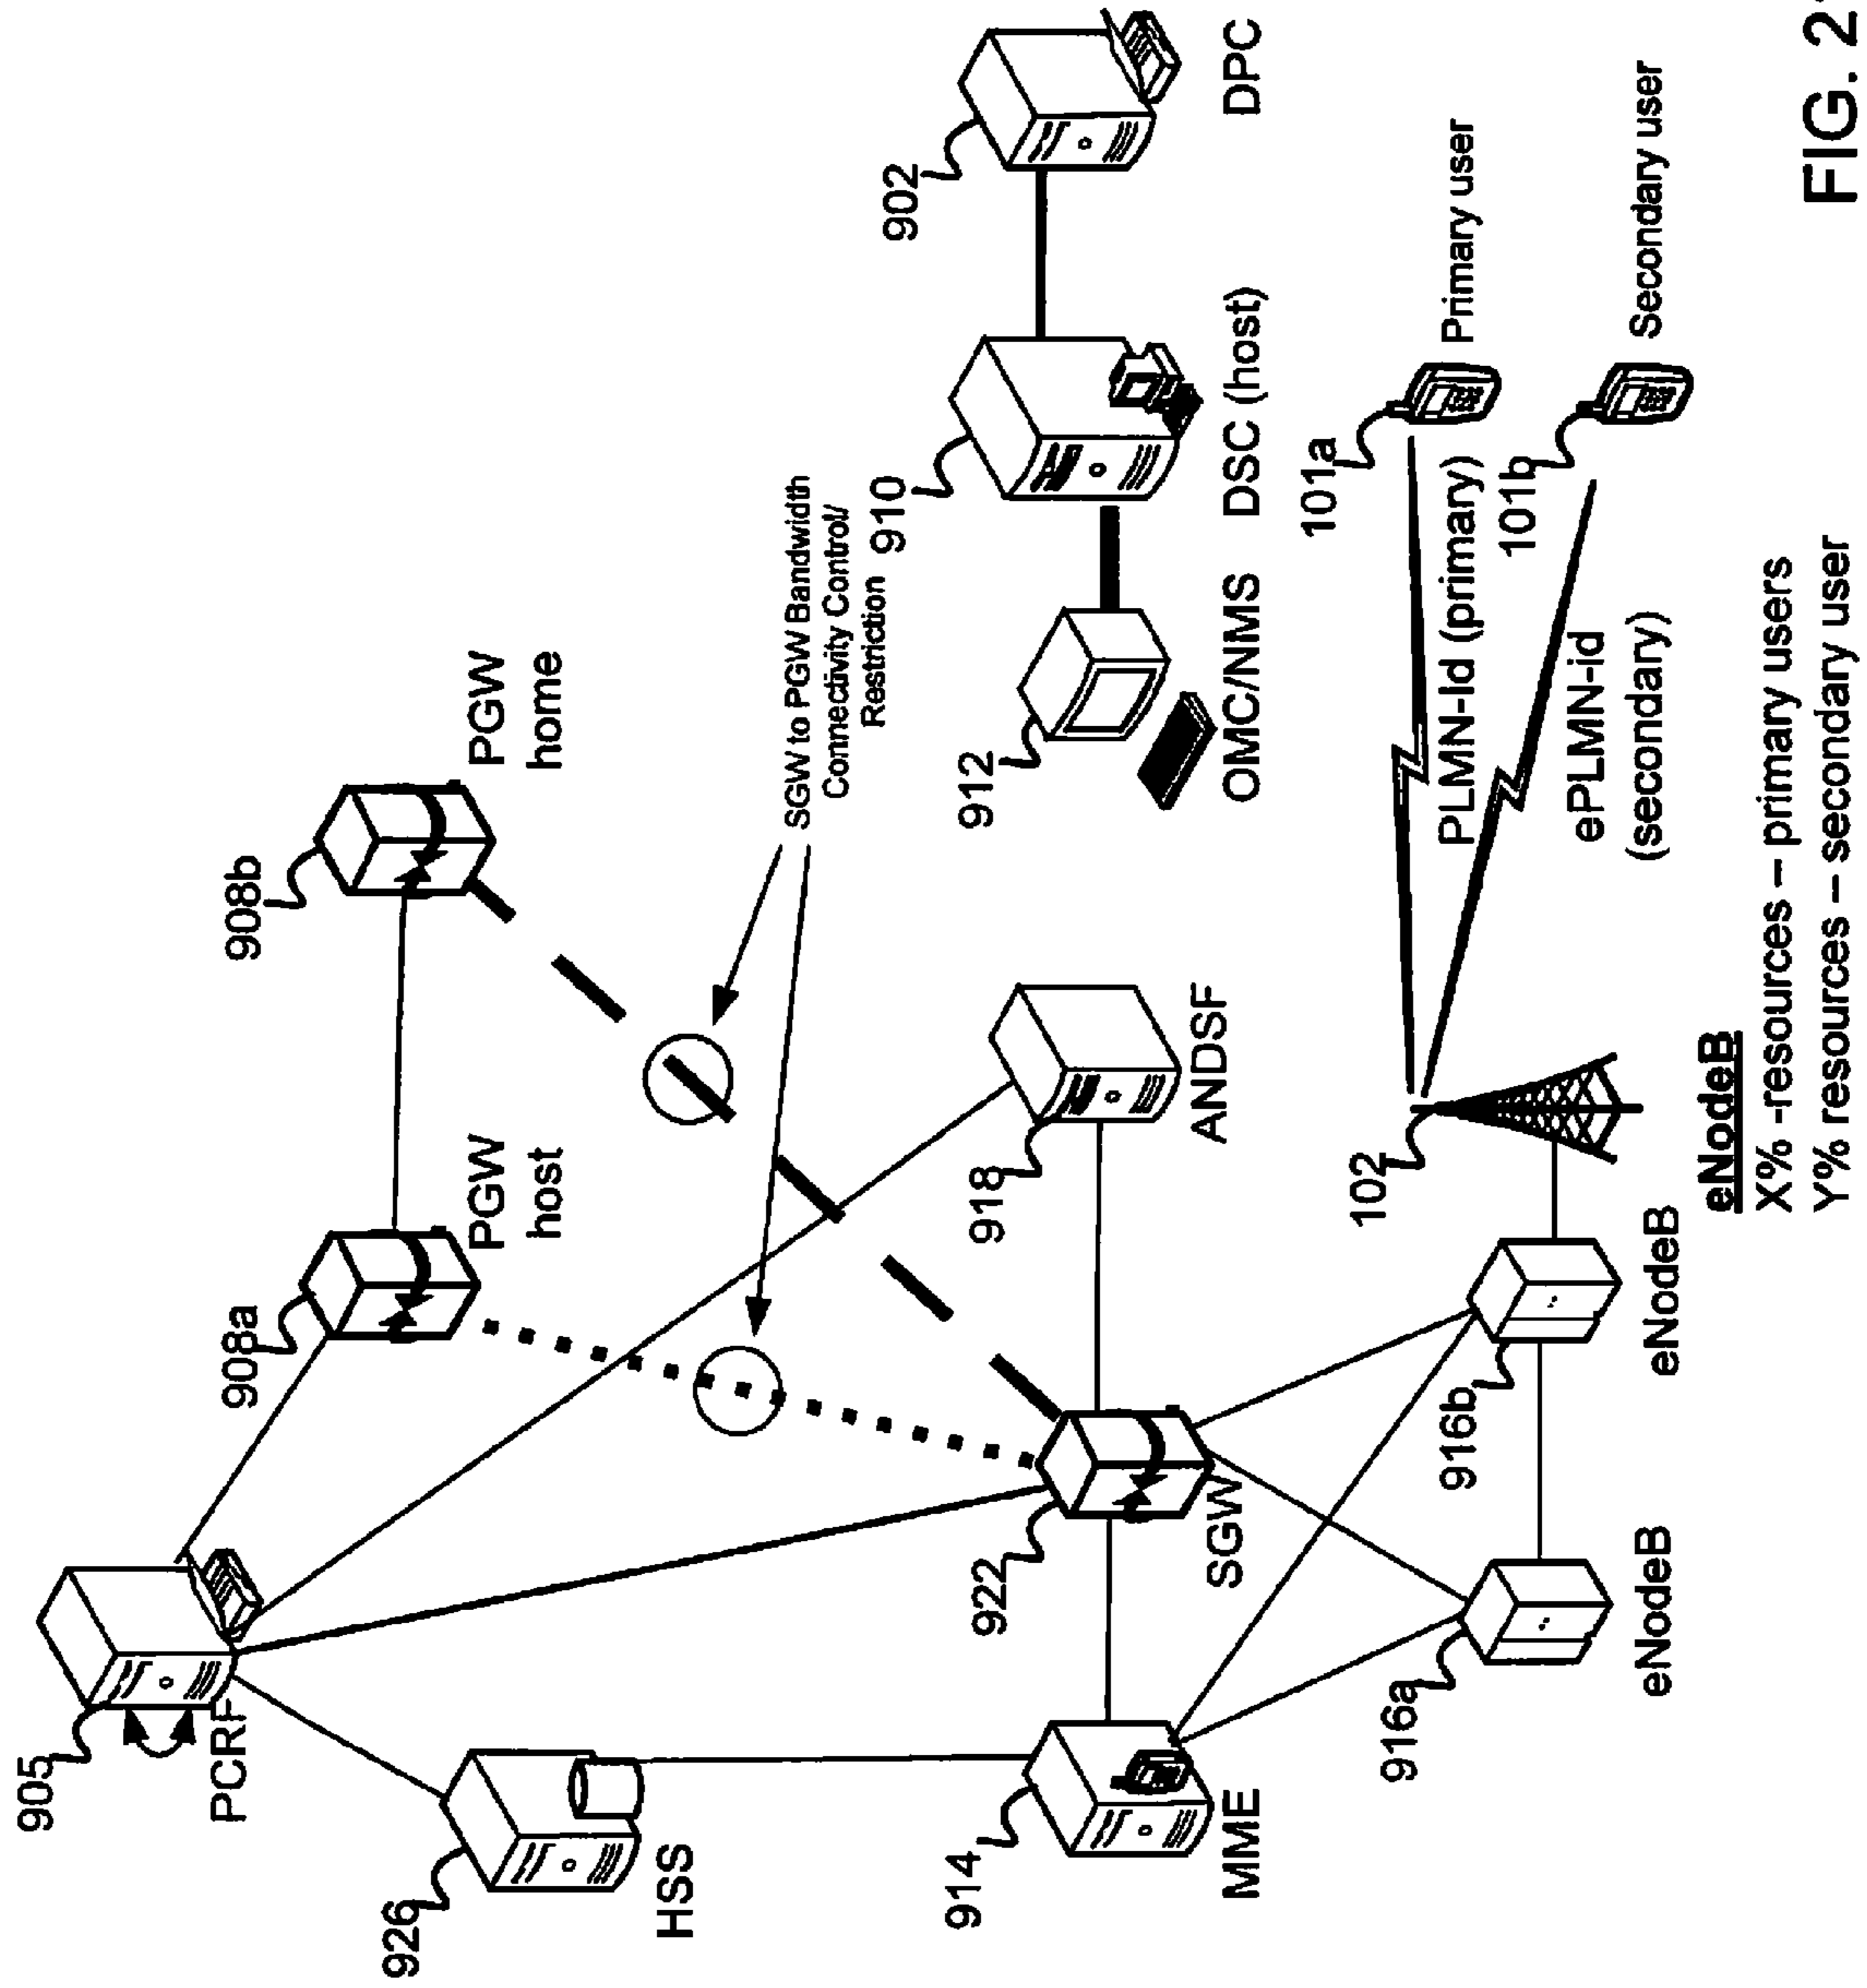 905
PCRF
926
HSS
908a
PGW
host
908b
PGW
home
SGW to PGW Bandwidth
Connectivity Control/
Restriction
910
902
914
MME
922
SGW
918
ANDSF
912
OMC/NMS
DSC (host)
DPC
916a
eNodeB
916b
eNodeB
102
101a
Primary user
PLMN-Id (primary)
101b
Secondary user
ePLMN-id
(secondary)
eNodeB
X% -resources – primary users
Y% resources – secondary user
FIG. 2